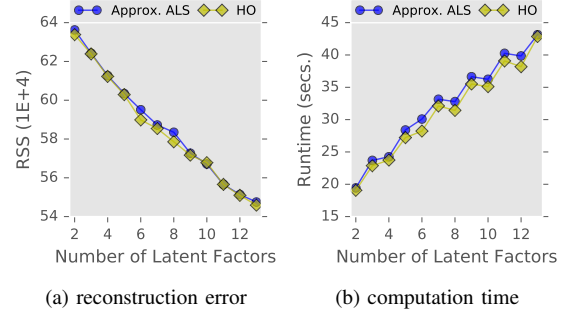 Approx. ALS HO
64
62
60
58
56
54
RSS (1E+4)
2 4 6 8 10 12
Number of Latent Factors
(a) reconstruction error
Approx. ALS HO
45
40
35
30
25
20
15
Runtime (secs.)
2 4 6 8 10 12
Number of Latent Factors
(b) computation time